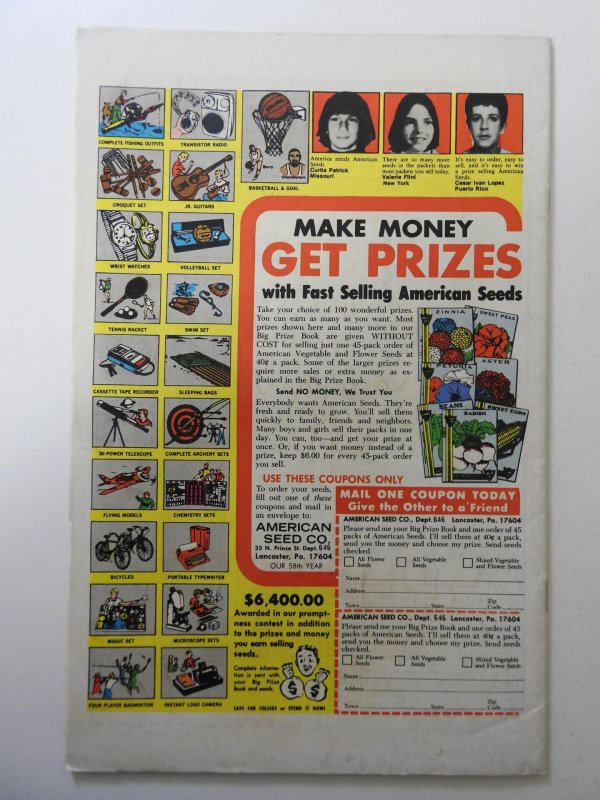 COMPLETE FISHING OUTFITS
TRANSISTOR RADIO
BASKETBALL & GOAL
America needs American
Seeds
Curtis Patrick
Missouri
There are so many more
seeds in the packets than
most packets you sell today.
Valerie Flint
New York
It's easy to order, easy to
sell, and it's easy to win
a prize selling American
Seeds.
Cesar Ivan Lopez
Puerto Rico
CROQUET SET
JR. GUITARS
WRIST WATCHES
VOLLEYBALL SET
TENNIS RACKET
SWIM SET
CASSETTE TAPE RECORDER
SLEEPING BAGS
30-POWER TELESCOPE
COMPLETE ARCHERY SETS
FLYING MODELS
CHEMISTRY SETS
BICYCLES
PORTABLE TYPEWRITER
MAGIC SET
MICROSCOPE SETS
FOUR PLAYER BADMINTON
INSTANT LOAD CAMERA
MAKE MONEY
GET PRIZES
with Fast Selling American Seeds
Take your choice of 100 wonderful prizes.
You can earn as many as you want. Most
prizes shown here and many more in our
Big Prize Book are given WITHOUT
COST for selling just one 45-pack order of
American Vegetable and Flower Seeds at
40¢ a pack. Some of the larger prizes re-
quire more sales or extra money as ex-
plained in the Big Prize Book.
Send NO MONEY, We Trust You
Everybody wants American Seeds. They're
fresh and ready to grow. You'll sell them
quickly to family, friends and neighbors.
Many boys and girls sell their packs in one
day. You can, too—and get your prize at
once. Or, if you want money instead of a
prize, keep $6.00 for every 45-pack order
you sell.
ZINNIA
SWEET PEAS
PETUNIA
ASTER
BEANS
RADISH
SWEET CORN
USE THESE COUPONS ONLY
To order your seeds,
fill out one of these
coupons and mail in
an envelope to:
AMERICAN
SEED CO.
35 N. Prince St. Dept. 646
Lancaster, Pa. 17604
OUR 58th YEAR
MAIL ONE COUPON TODAY
Give the Other to a Friend
AMERICAN SEED CO., Dept. 646 Lancaster, Pa. 17604
Please send me your Big Prize Book and one order of 45
packs of American Seeds. I'll sell them at 40¢ a pack,
send you the money and choose my prize. Send seeds
checked.
All Flower
Seeds
All Vegetable
Seeds
Mixed Vegetable
and Flower Seeds
Name
Address
Town State Zip Code
AMERICAN SEED CO., Dept. 646 Lancaster, Pa. 17604
Please send me your Big Prize Book and one order of 45
packs of American Seeds. I'll sell them at 40¢ a pack,
send you the money and choose my prize. Send seeds
checked.
All Flower
Seeds
All Vegetable
Seeds
Mixed Vegetable
and Flower Seeds
Name
Address
Town State Zip Code
$6,400.00
Awarded in our prompt-
ness contest in addition
to the prizes and money
you earn selling
seeds.
Complete informa-
tion is sent with
your Big Prize
Book and seeds.
$ $
SAVE FOR COLLEGE or SPEND IT NOW!